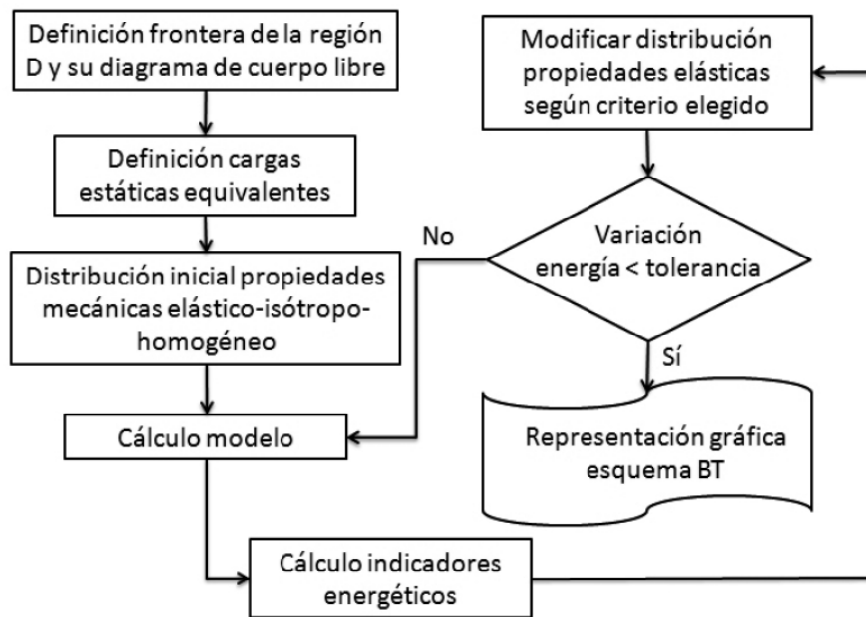 Definición frontera de la región
D y su diagrama de cuerpo libre
Definición cargas
estáticas equivalentes
Distribución inicial propiedades
mecánicas elástico-isótropo-
homogéneo
Cálculo modelo
Cálculo indicadores
energéticos
Modificar distribución
propiedades elásticas
según criterio elegido
Variación
energía < tolerancia
No
Sí
Representación gráfica
esquema BT